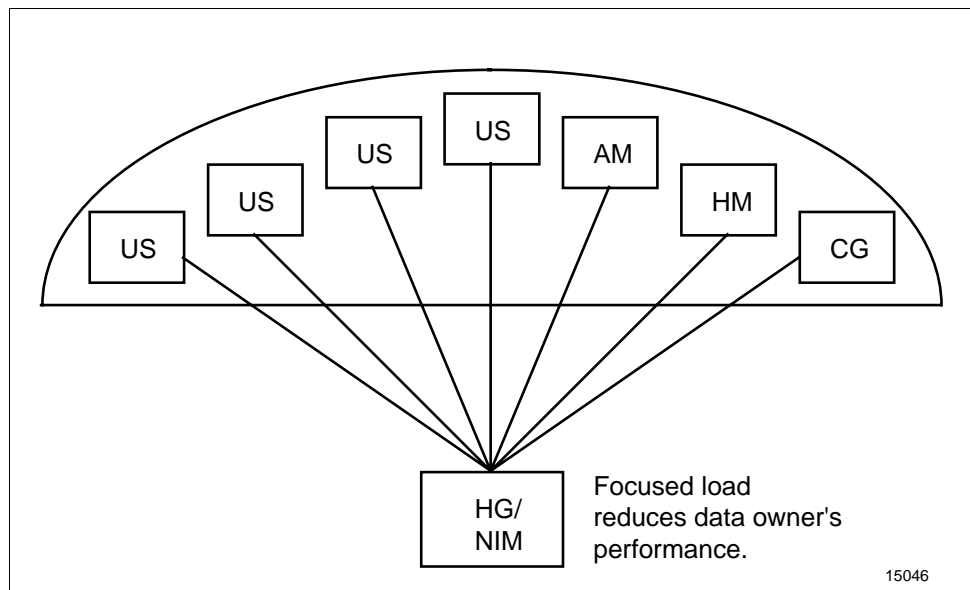 US
US
US
US
AM
HM
CG
HG/
NIM
Focused load
reduces data owner's
performance.
15046